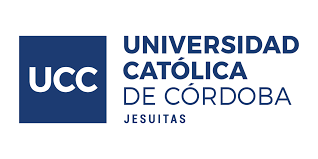 UCC
UNIVERSIDAD
CATÓLICA
DE CÓRDOBA
JESUITAS